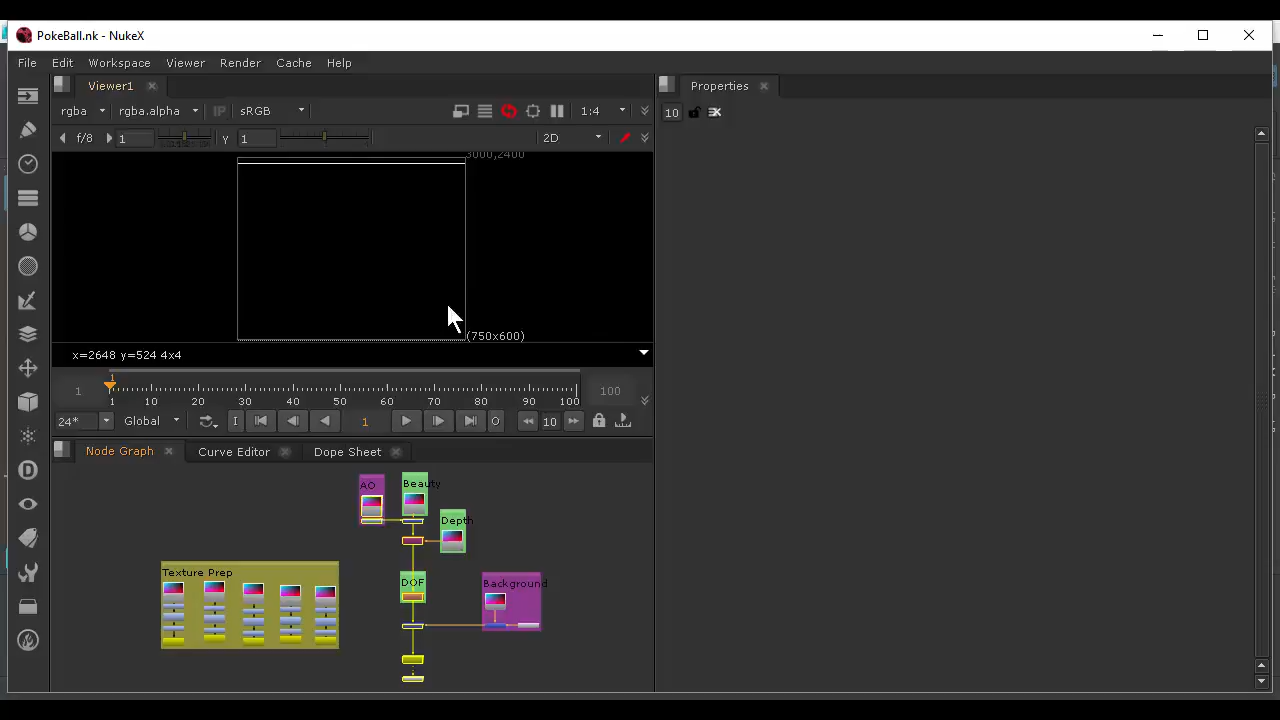 PokeBall.nk - NukeX
File Edit Workspace Viewer Render Cache Help
Viewer1
Properties
rgba rgba.alpha IP sRGB 1:4
10
f/8 1 Y 1 2D
3000,2400
(750x600)
x=2648 y=524 4x4
1
1 10 20 30 40 50 60 70 80 90 100
1 100
24* Global I 1 O 10
Node Graph Curve Editor Dope Sheet
AO
Beauty
Depth
Texture Prep
DOF
Background